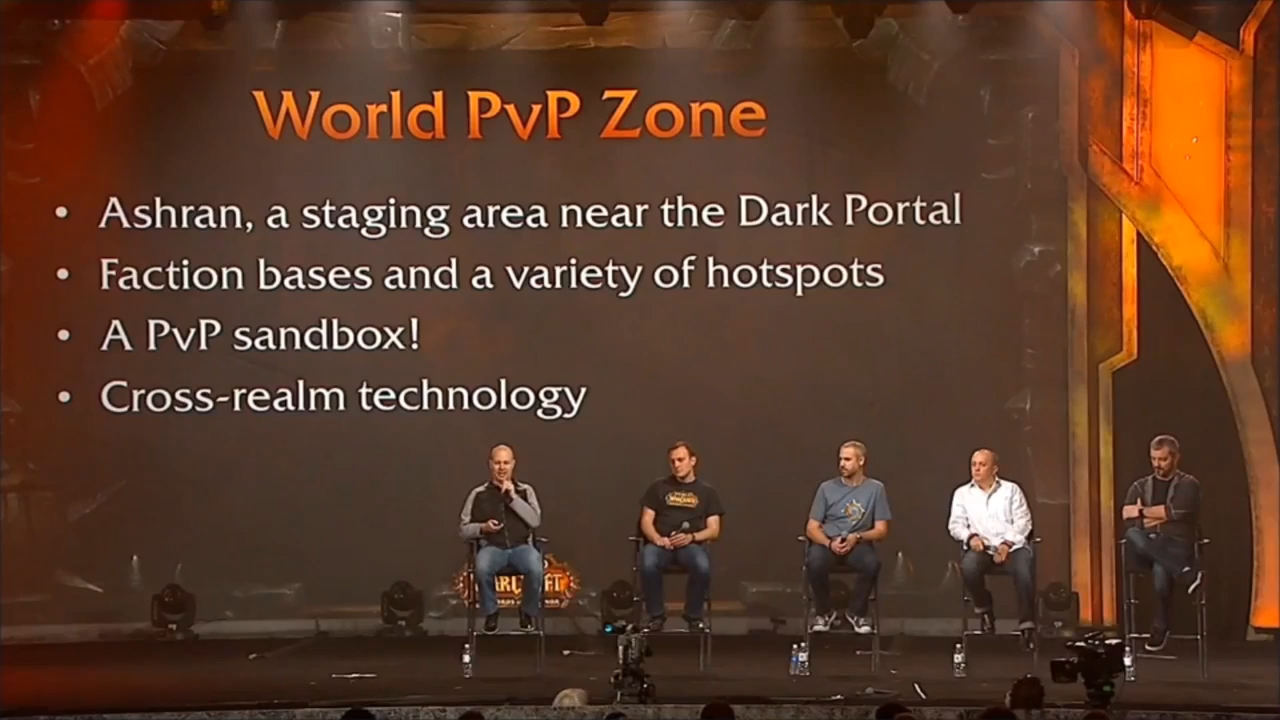 World PvP Zone
• Ashran, a staging area near the Dark Portal
• Faction bases and a variety of hotspots
• A PvP sandbox!
• Cross-realm technology